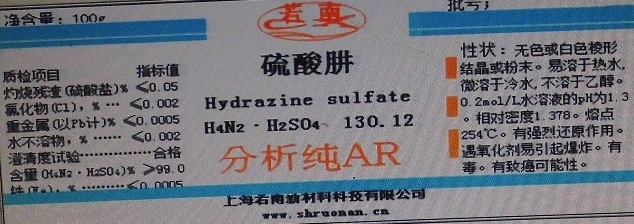 净含量: 100g
若奥
批号:
质检项目 指标值
灼烧残渣(硫酸盐)% ≤0.05
氯化物(Cl), % ··· ≤0.002
重金属(以Pb计)% ≤0.0005
水不溶物, % ······ ≤0.002
澄清度试验·········合格
含量(H₄N₂·H₂SO₄)% ≥99.0
铁(Fe), % ········≤0.0005
硫酸肼
Hydrazine sulfate
H4N2 · H2SO4 130.12
分析纯AR
性状: 无色或白色棱形
结晶或粉末。易溶于热水,
微溶于冷水, 不溶于乙醇。
0.2mol/L水溶液的pH为1.3
。相对密度1.378。熔点
254℃。有强烈还原作用。
遇氧化易引起爆炸。有
毒。有致癌可能性。
上海若南新材料科技有限公司
www.shruonan.cn